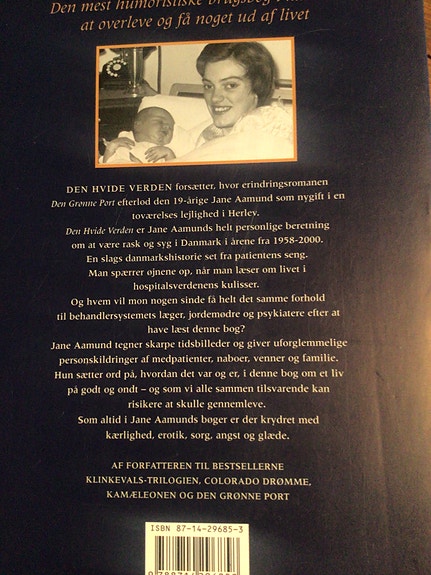 Den mest humoristiske brugsbog i
at overleve og få noget ud af livet
DEN HVIDE VERDEN fortsætter, hvor erindringsromanen
Den Grønne Port efterlod den 19-årige Jane Aamund som nygift i en
toværelses lejlighed i Herlev.
Den Hvide Verden er Jane Aamunds helt personlige beretning
om at være rask og syg i Danmark i årene fra 1958-2000.
En slags danmarkshistorie set fra patientens seng.
Man spærrer øjnene op, når man læser om livet i
hospitalsverdenens kulisser.
Og hvem vil mon nogen sinde få helt det samme forhold
til behandlersystemets læger, jordemødre og psykiatere efter at
have læst denne bog?
Jane Aamund tegner skarpe tidsbilleder og giver uforglemmelige
personskildringer af medpatienter, naboer, venner og familie.
Hun sætter ord på, hvordan det var og er, i denne bog om et liv
på godt og ondt – og som vi alle sammen tilsvarende kan
risikere at skulle gennemleve.
Som altid i Jane Aamunds bøger er der krydret med
kærlighed, erotik, sorg, angst og glæde.
AF FORFATTEREN TIL BESTSELLERNE
KLINKEVALS-TRILOGIEN, COLORADO DRØMME,
KAMÆLEONEN OG DEN GRØNNE PORT
ISBN 87-14-29685-3